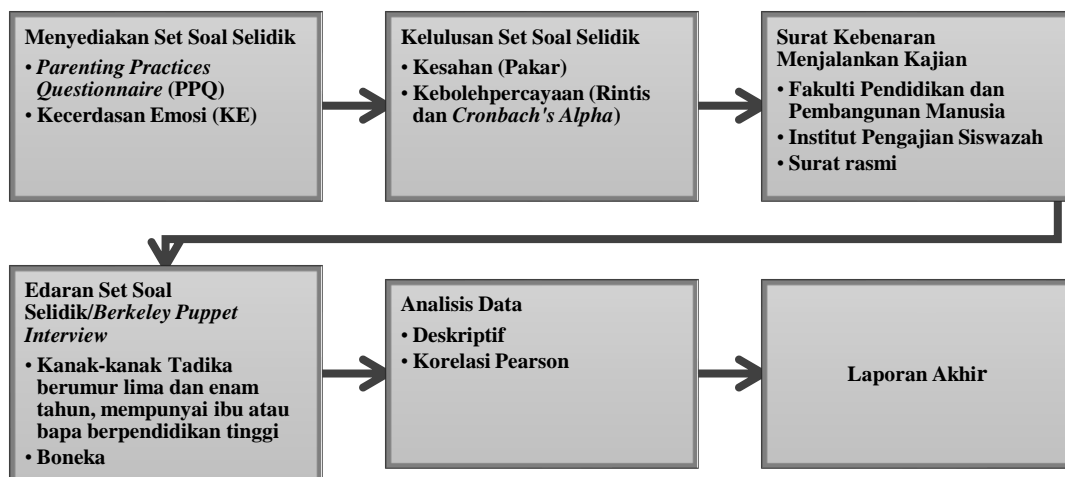 Menyediakan Set Soal Selidik
• Parenting Practices
Questionnaire (PPQ)
• Kecerdasan Emosi (KE)
Kelulusan Set Soal Selidik
• Kesahan (Pakar)
• Kebolehpercayaan (Rintis
dan Cronbach's Alpha)
Surat Kebenaran
Menjalankan Kajian
• Fakulti Pendidikan dan
Pembangunan Manusia
• Institut Pengajian Siswazah
• Surat rasmi
Edaran Set Soal
Selidik/Berkeley Puppet
Interview
• Kanak-kanak Tadika
berumur lima dan enam
tahun, mempunyai ibu atau
bapa berpendidikan tinggi
• Boneka
Analisis Data
• Deskriptif
• Korelasi Pearson
Laporan Akhir